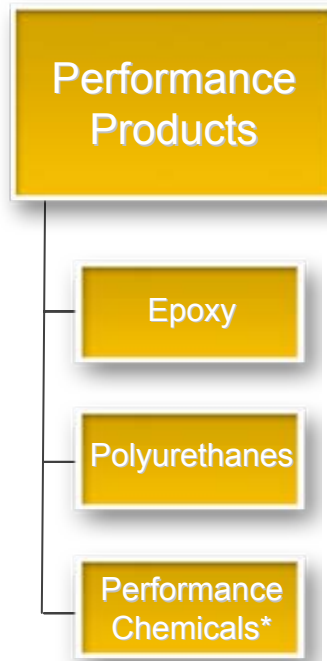 Performance
Products
Epoxy
Polyurethanes
Performance
Chemicals*